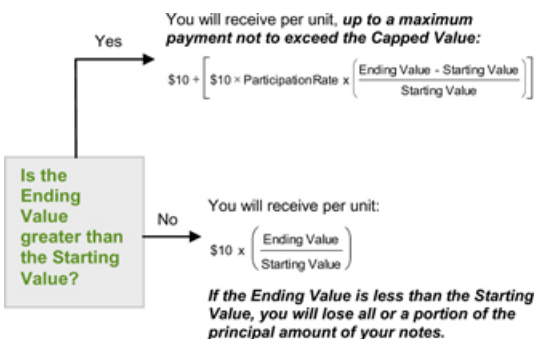 You will receive per unit, up to a maximum
payment not to exceed the Capped Value:
Yes
$10 + [ $10 × Participation Rate x ( Ending Value - Starting Value
Starting Value ) ]
Is the
Ending
Value
greater than
the Starting
Value?
No
You will receive per unit:
$10 x ( Ending Value
Starting Value )
If the Ending Value is less than the Starting
Value, you will lose all or a portion of the
principal amount of your notes.